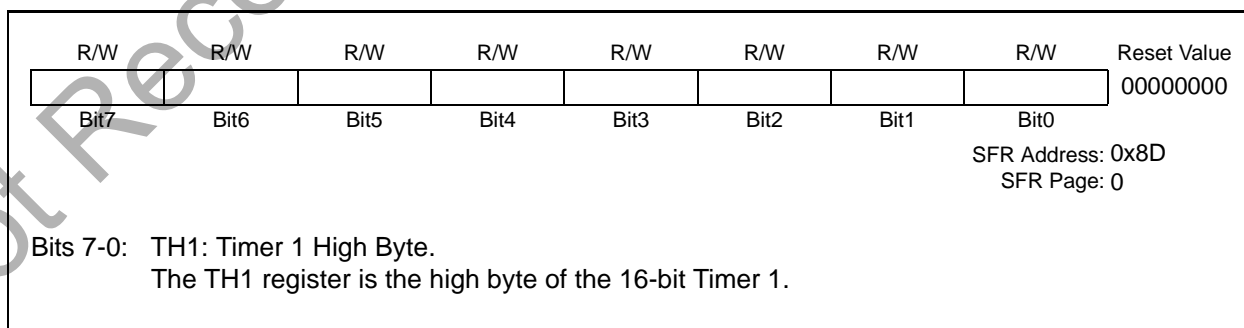 R/W R/W R/W R/W R/W R/W R/W R/W Reset Value
00000000
Bit7 Bit6 Bit5 Bit4 Bit3 Bit2 Bit1 Bit0
SFR Address: 0x8D
SFR Page: 0
Bits 7-0: TH1: Timer 1 High Byte.
The TH1 register is the high byte of the 16-bit Timer 1.